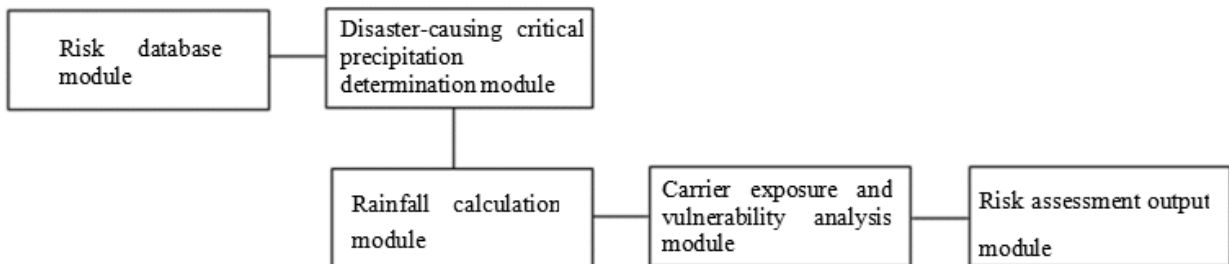 Risk database
module
Disaster-causing critical
precipitation
determination module
Rainfall calculation
module
Carrier exposure and
vulnerability analysis
module
Risk assessment output
module